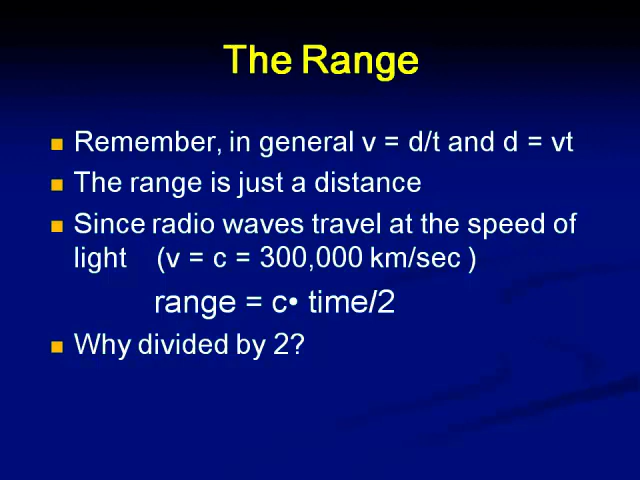 The Range
Remember, in general v = d/t and d = vt
The range is just a distance
Since radio waves travel at the speed of
light (v = c = 300,000 km/sec )
range = c• time/2
Why divided by 2?